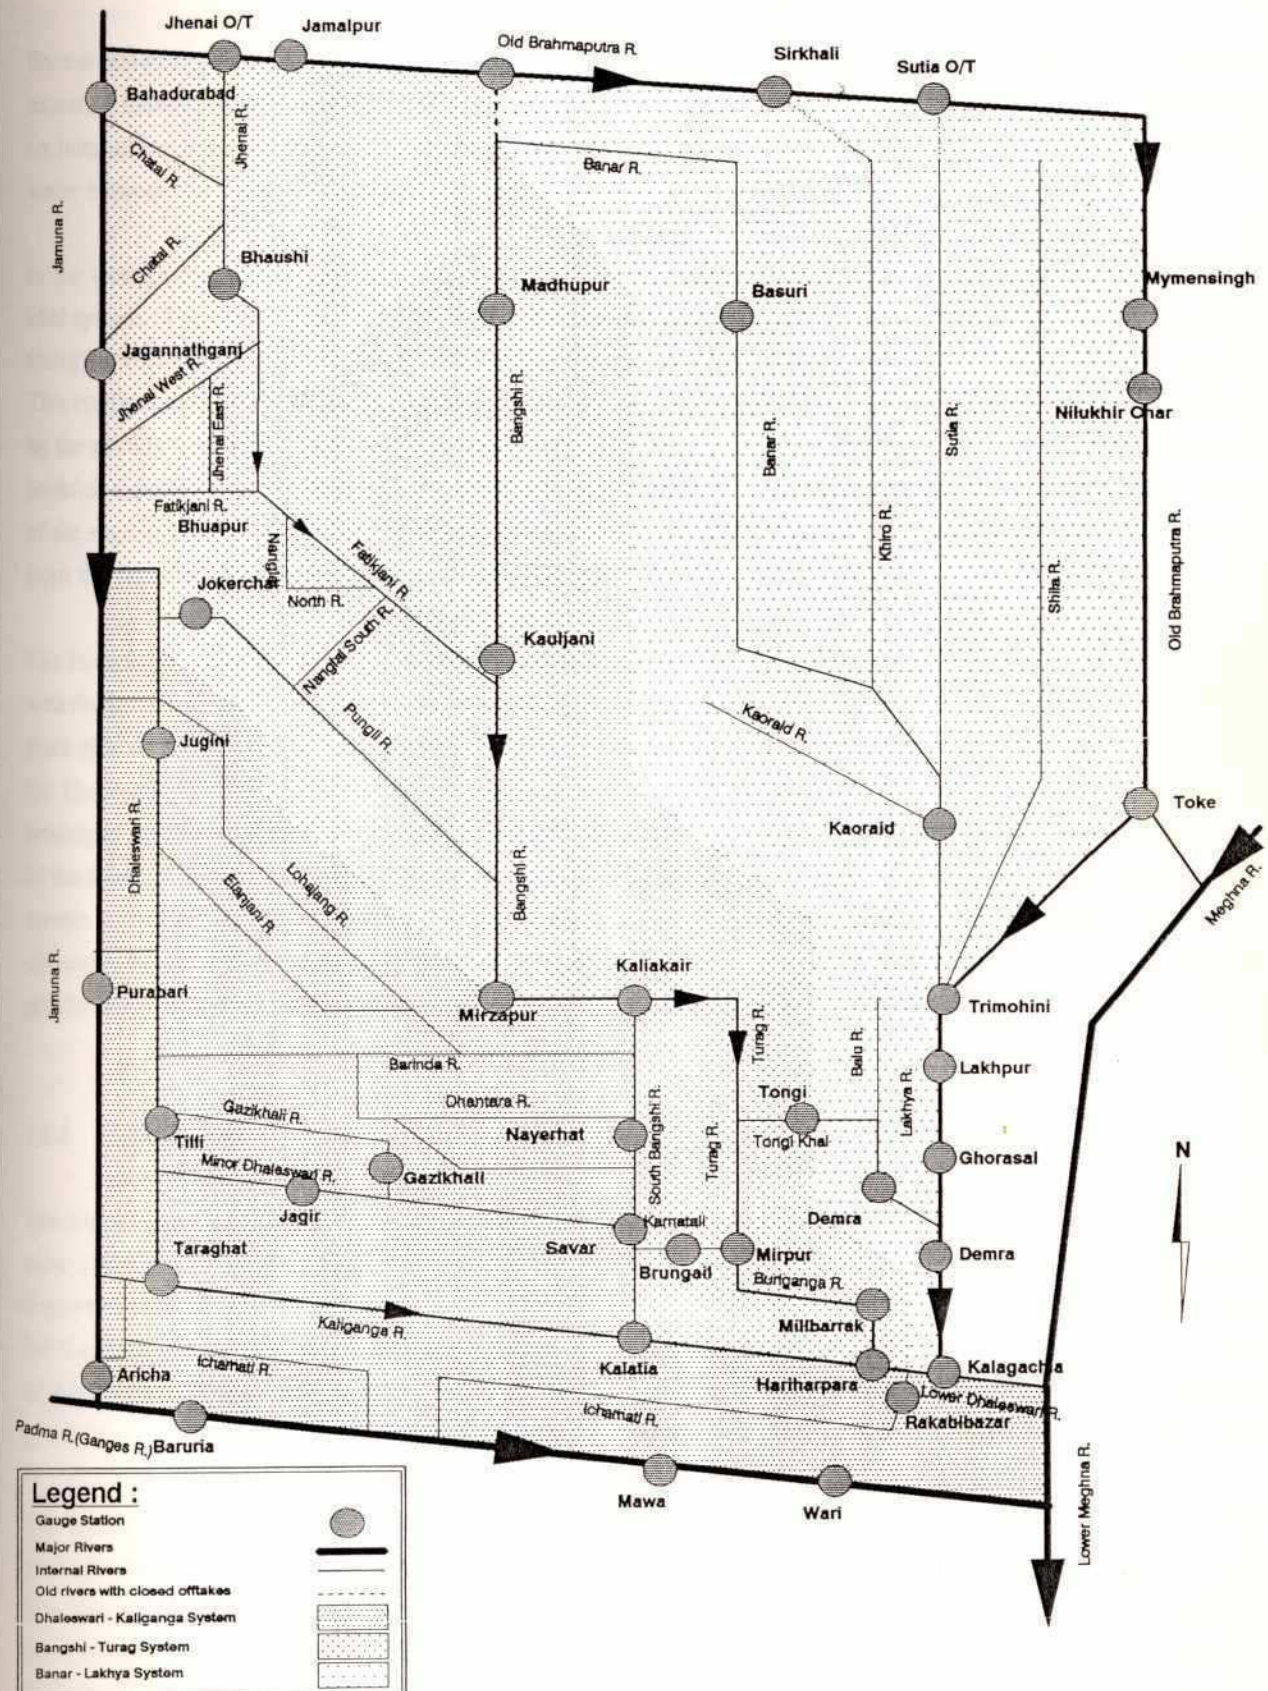 Jhenai O/T
Jamalpur
Old Brahmaputra R.
Sirkhali
Sutia O/T
Bahadurabad
Jhenai R.
Chatal R.
Banar R.
Jamuna R.
Chatal R.
Bhaushi
Madhupur
Basuri
Mymensingh
Jagannathganj
Jhenai West R.
Jhenai East R.
Bangshi R.
Banar R.
Sutia R.
Nilukhir Char
Fatikjani R.
Bhuapur
Nanglai
North R.
Fatikjani R.
Khiro R.
Shila R.
Old Brahmaputra R.
Jokerchar
Nanglai South R.
Kauljani
Pungli R.
Kaoraid R.
Jugini
Kaoraid
Toke
Dhaleswari R.
Elanjani R.
Lohajang R.
Bangshi R.
Meghna R.
Jamuna R.
Purabari
Mirzapur
Kaliakair
Trimohini
Turag R.
Balu R.
Lakhya R.
Lakhpur
Barinda R.
Dhantara R.
Gazikhali R.
Tilli
Nayerhat
South Bangshi R.
Turag R.
Tongi
Tongi Khal
Ghorasal
N
Minor Dhaleswari R.
Gazikhali
Jagir
Savar
Karnatali
Brungail
Mirpur
Demra
Demra
Taraghat
Buriganga R.
Kaliganga R.
Millbarrak
Kalatia
Hariharpara
Kalagachia
Aricha
Ichamati R.
Ichamati R.
Lower Dhaleswari R.
Rakabibazar
Padma R.(Ganges R.)
Baruria
Mawa
Wari
Lower Meghna R.
Legend :
Gauge Station
Major Rivers
Internal Rivers
Old rivers with closed offtakes
Dhaleswari - Kaliganga System
Bangshi - Turag System
Banar - Lakhya System